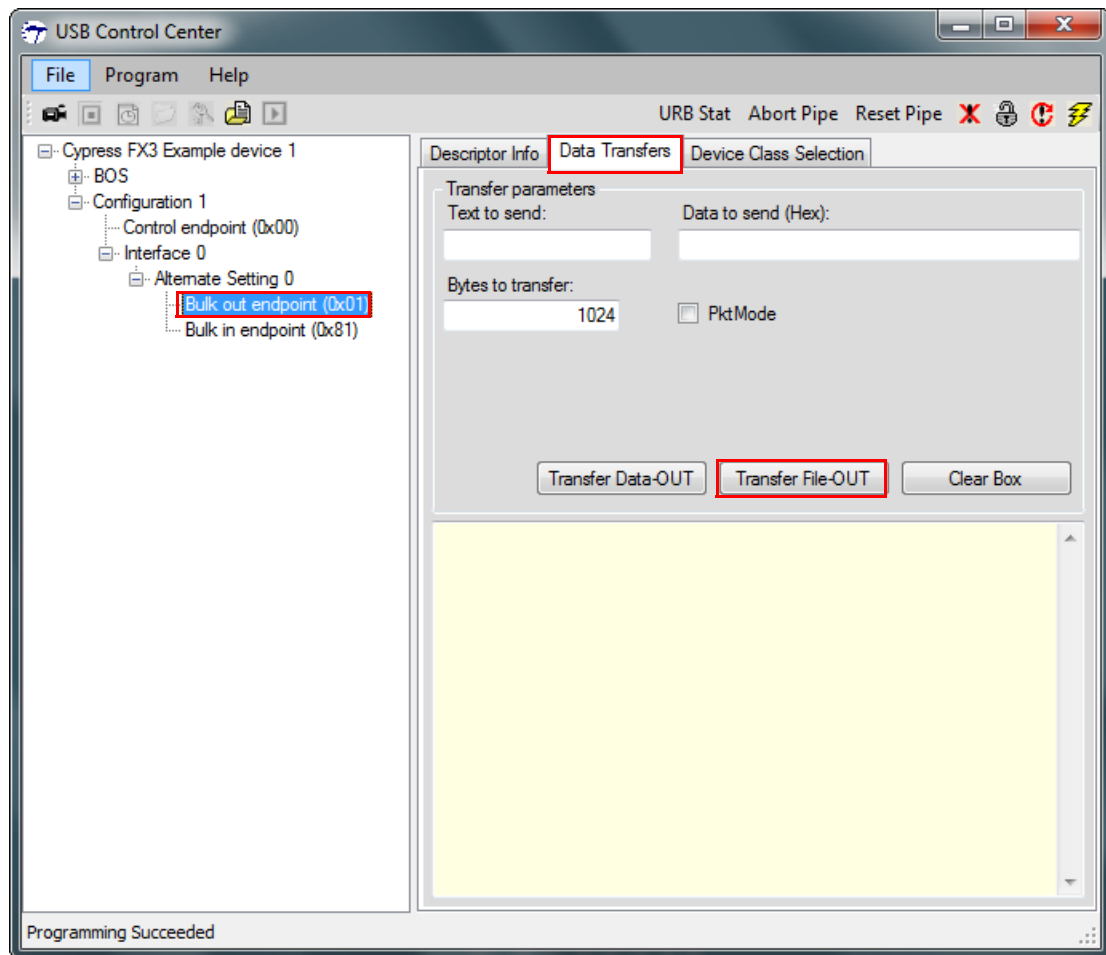 USB Control Center
File Program Help
URB Stat Abort Pipe Reset Pipe
Cypress FX3 Example device 1
BOS
Configuration 1
Control endpoint (0x00)
Interface 0
Alternate Setting 0
Bulk out endpoint (0x01)
Bulk in endpoint (0x81)
Descriptor Info Data Transfers Device Class Selection
Transfer parameters
Text to send: Data to send (Hex):
Bytes to transfer:
1024 PktMode
Transfer Data-OUT Transfer File-OUT Clear Box
Programming Succeeded